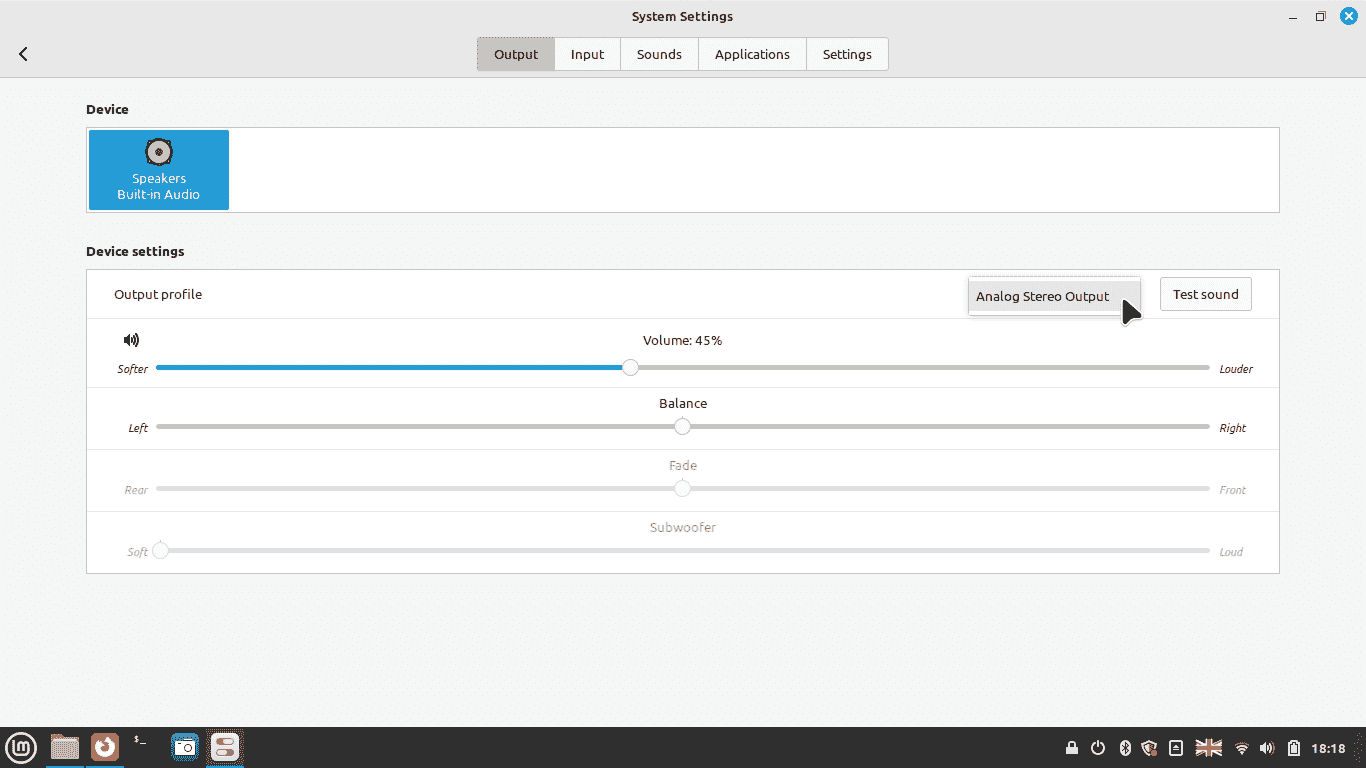 System Settings
Output Input Sounds Applications Settings
Device
Speakers
Built-in Audio
Device settings
Output profile Analog Stereo Output Test sound
Volume: 45%
Softer Louder
Balance
Left Right
Fade
Rear Front
Subwoofer
Soft Loud
lm $_ 18:18